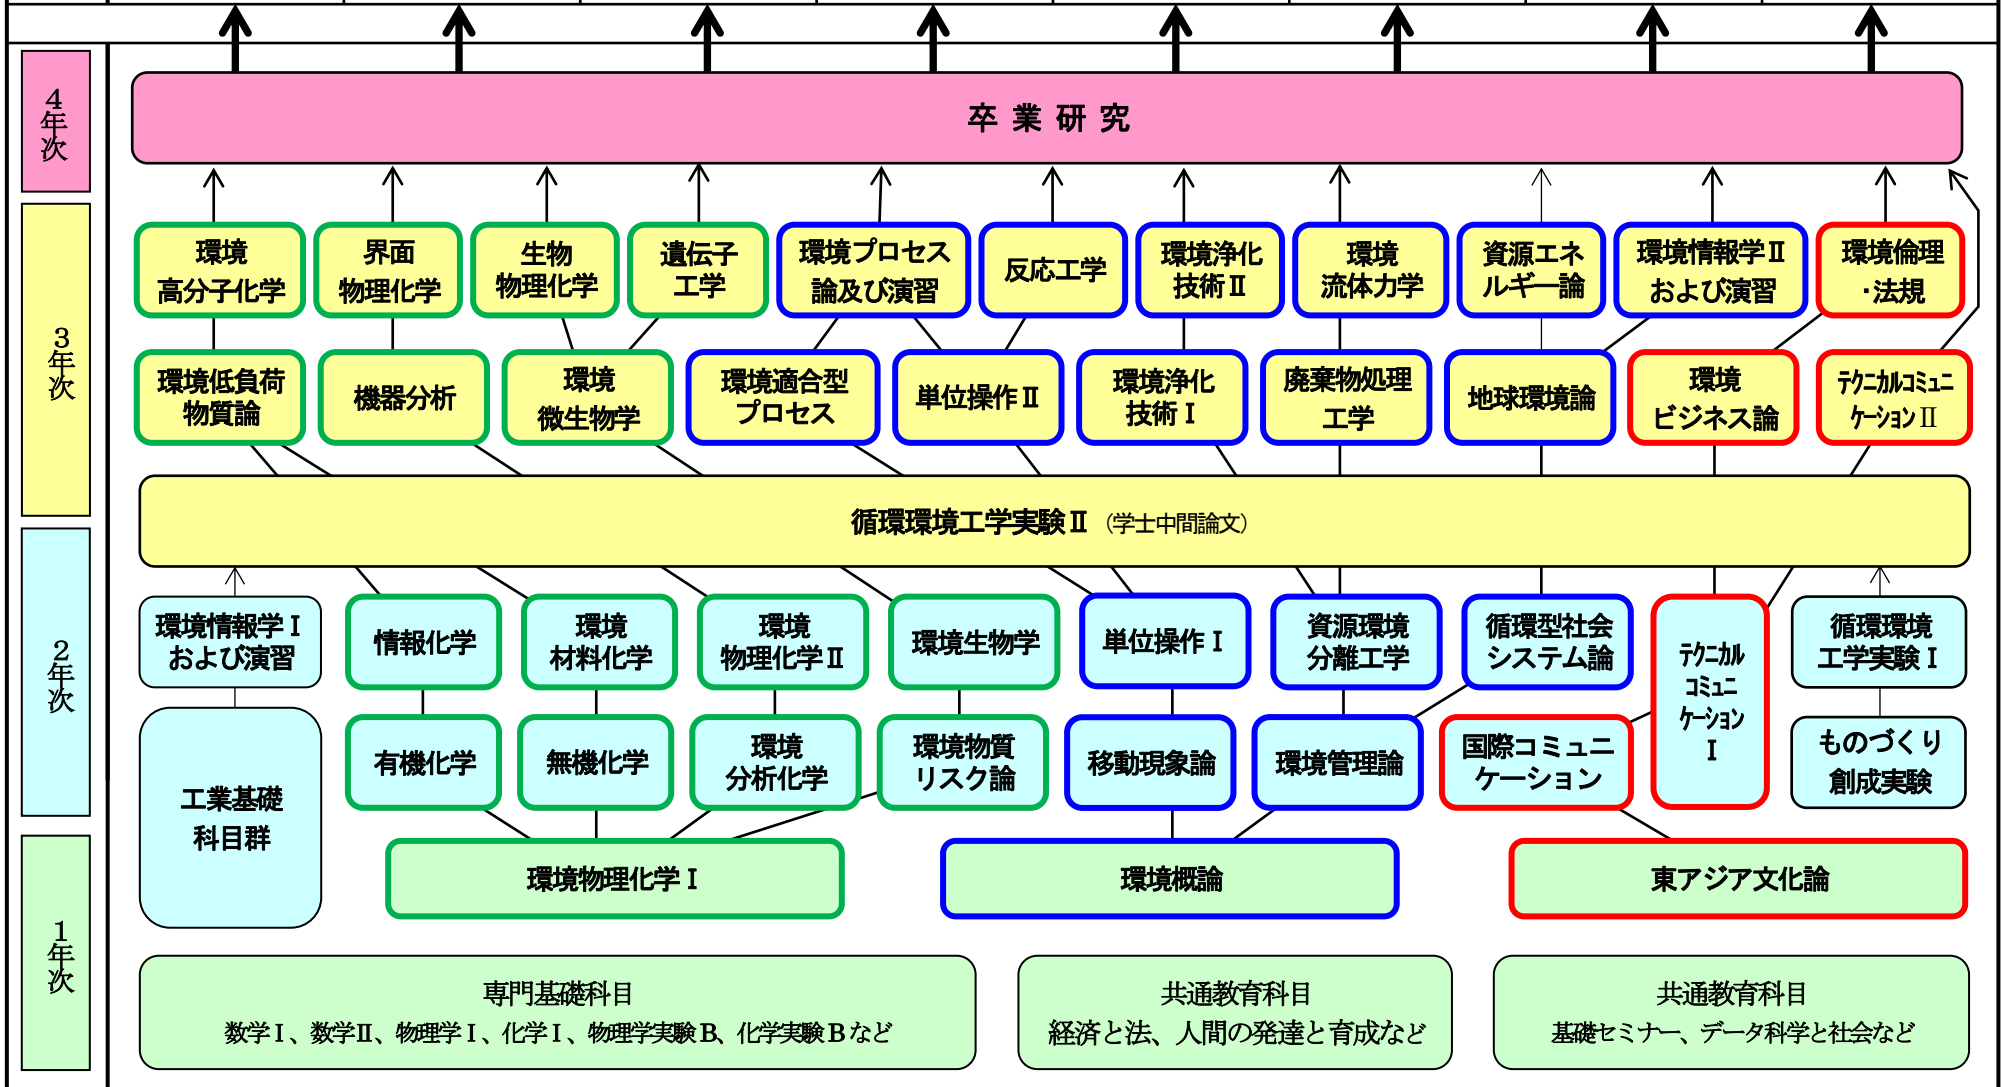 4年次
卒業研究
3年次
環境
高分子化学
界面
物理化学
生物
物理化学
遺伝子
工学
環境プロセス
論及び演習
反応工学
環境浄化
技術Ⅱ
環境
流体力学
資源エネ
ルギー論
環境情報学Ⅱ
および演習
環境倫理
・法規
環境低負荷
物質論
機器分析
環境
微生物学
環境適合型
プロセス
単位操作Ⅱ
環境浄化
技術Ⅰ
廃棄物処理
工学
地球環境論
環境
ビジネス論
テクニカルコミュニ
ケーションⅡ
循環環境工学実験Ⅱ（学士中間論文）
2年次
環境情報学Ⅰ
および演習
情報化学
環境
材料化学
環境
物理化学Ⅱ
環境生物学
単位操作Ⅰ
資源環境
分離工学
循環型社会
システム論
テクニカル
コミュニ
ケーション
Ⅰ
循環環境
工学実験Ⅰ
工業基礎
科目群
有機化学
無機化学
環境
分析化学
環境物質
リスク論
移動現象論
環境管理論
国際コミュニ
ケーション
ものづくり
創成実験
1年次
環境物理化学Ⅰ
環境概論
東アジア文化論
専門基礎科目
数学Ⅰ、数学Ⅱ、物理学Ⅰ、化学Ⅰ、物理学実験B、化学実験Bなど
共通教育科目
経済と法、人間の発達と育成など
共通教育科目
基礎セミナー、データ科学と社会など